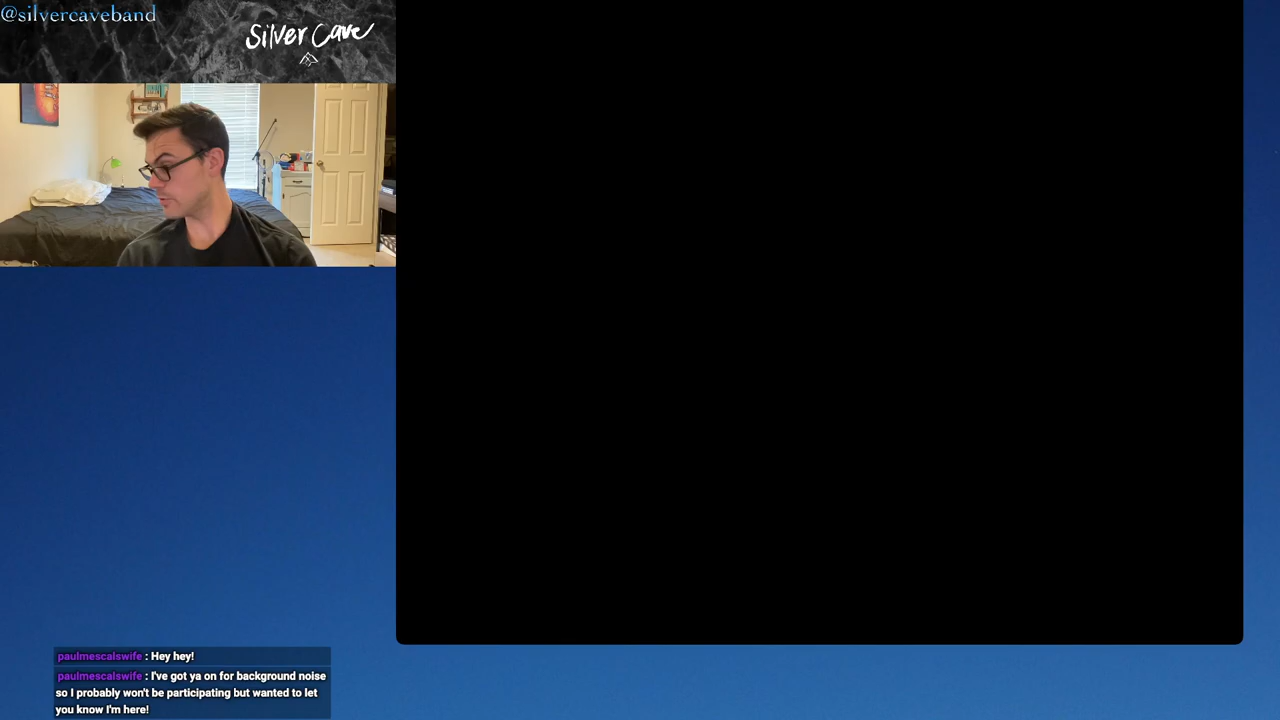 @silvercaveband
Silver Cave
paulmescalswife : Hey hey!
paulmescalswife : I've got ya on for background noise
so I probably won't be participating but wanted to let
you know I'm here!